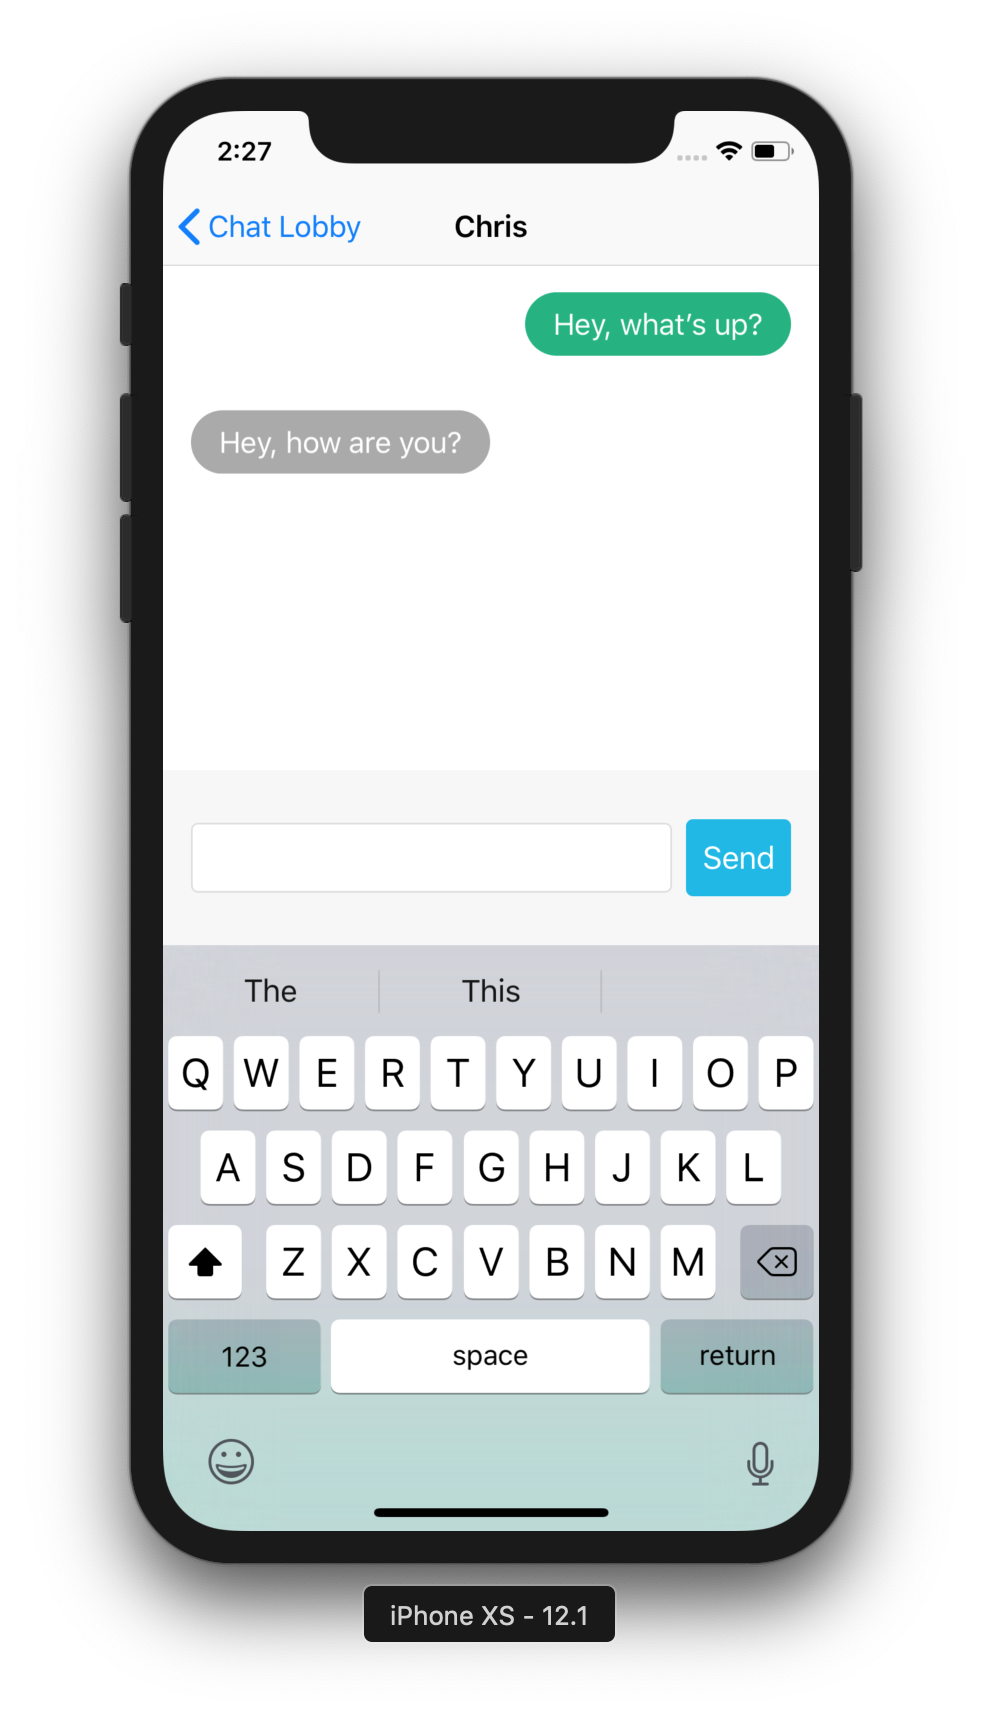 2:27
Chat Lobby Chris
Hey, what’s up?
Hey, how are you?
Send
The This
Q W E R T Y U I O P
A S D F G H J K L
Z X C V B N M
123 space return
iPhone XS - 12.1